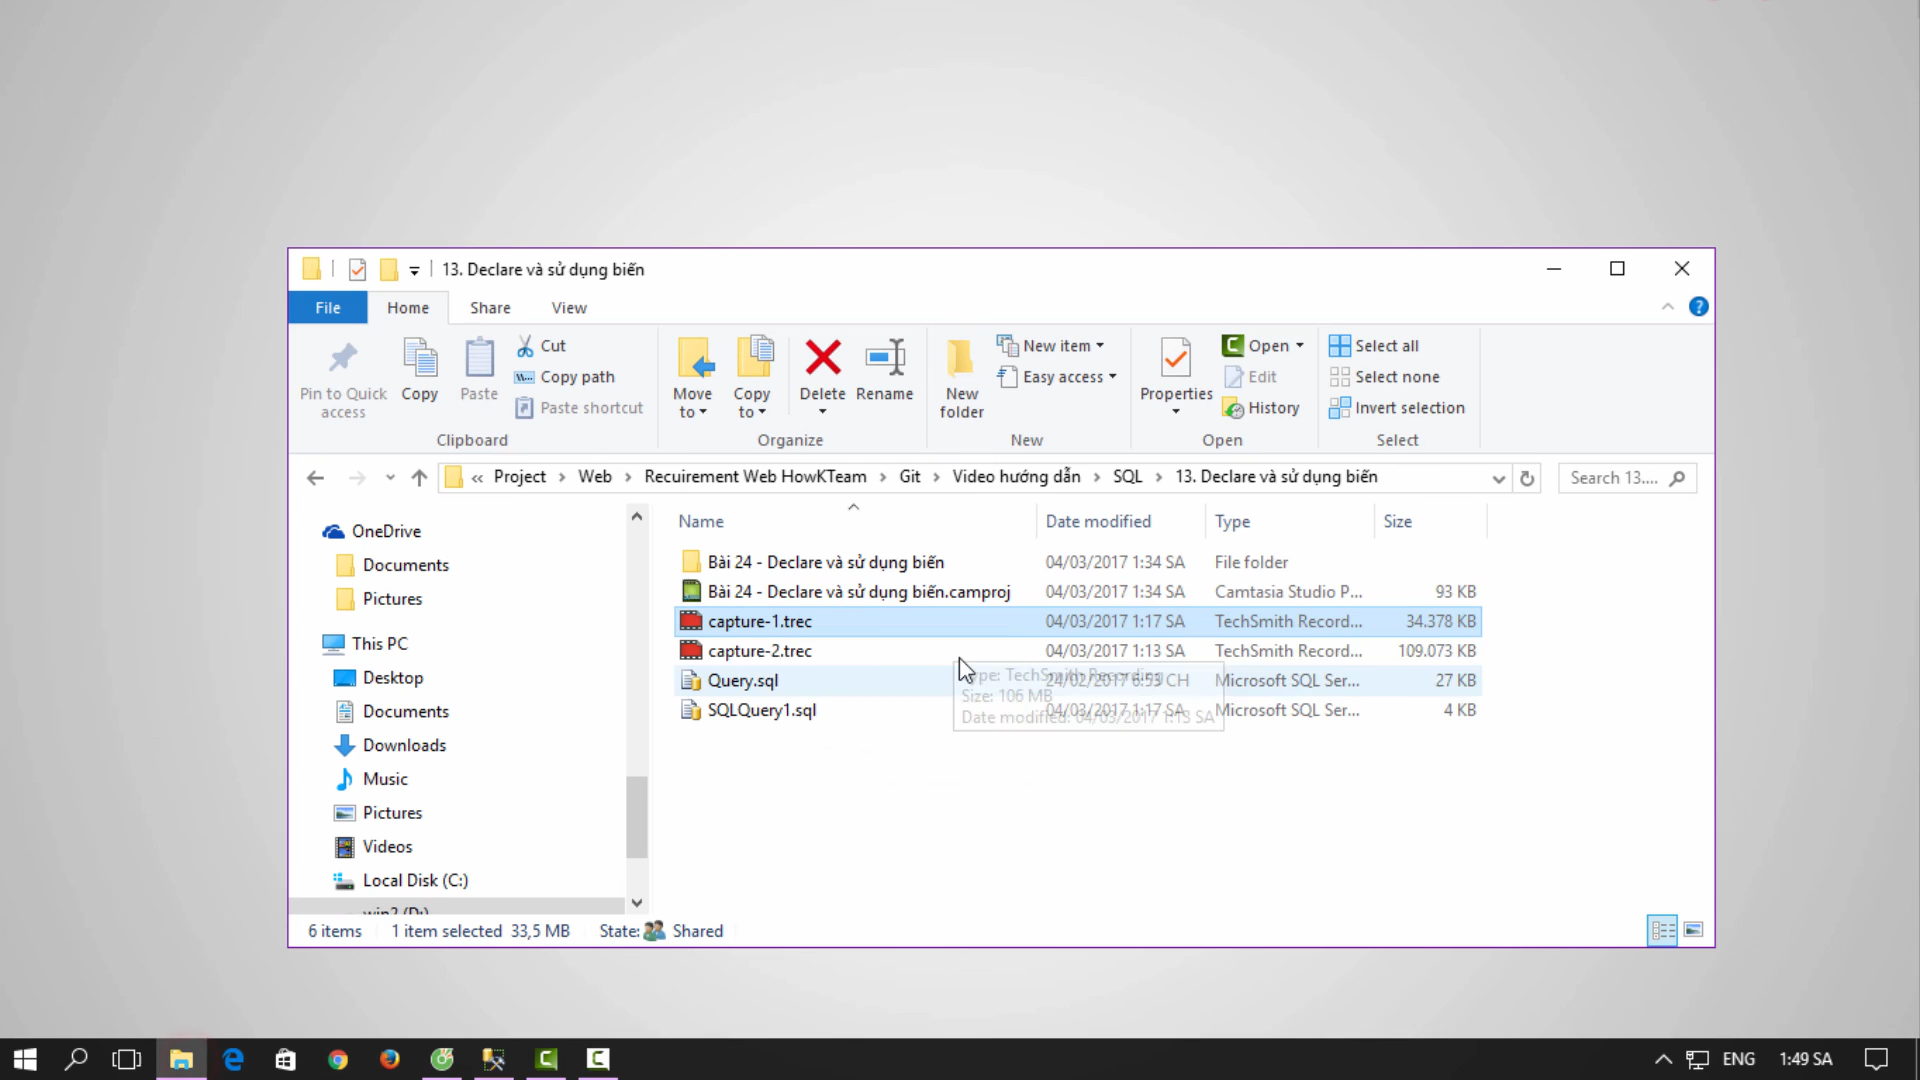 13. Declare và sử dụng biến
File Home Share View
Pin to Quick access
Copy
Paste
Cut
Copy path
Paste shortcut
Clipboard
Move to
Copy to
Delete
Rename
Organize
New folder
New item
Easy access
New
Properties
Open
Edit
History
Open
Select all
Select none
Invert selection
Select
« Project › Web › Recuirement Web HowKTeam › Git › Video hướng dẫn › SQL › 13. Declare và sử dụng biến
Search 13....
OneDrive
Documents
Pictures
This PC
Desktop
Documents
Downloads
Music
Pictures
Videos
Local Disk (C:)
win2 (D:)
Name Date modified Type Size
Bài 24 - Declare và sử dụng biến 04/03/2017 1:34 SA File folder
Bài 24 - Declare và sử dụng biến.camproj 04/03/2017 1:34 SA Camtasia Studio P... 93 KB
capture-1.trec 04/03/2017 1:17 SA TechSmith Record... 34.378 KB
capture-2.trec 04/03/2017 1:13 SA TechSmith Record... 109.073 KB
Query.sql 24/02/2017 6:53 CH Microsoft SQL Ser... 27 KB
SQLQuery1.sql 04/03/2017 1:17 SA Microsoft SQL Ser... 4 KB
Type: TechSmith Recording
Size: 106 MB
Date modified: 04/03/2017 1:13 SA
6 items 1 item selected 33,5 MB State: Shared
ENG 1:49 SA